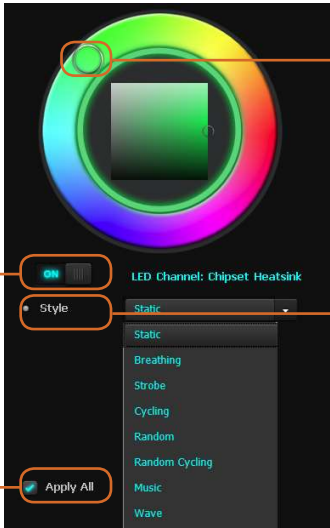 ON
LED Channel: Chipset Heatsink
Style
Static
Static
Breathing
Strobe
Cycling
Random
Random Cycling
Apply All
Music
Wave